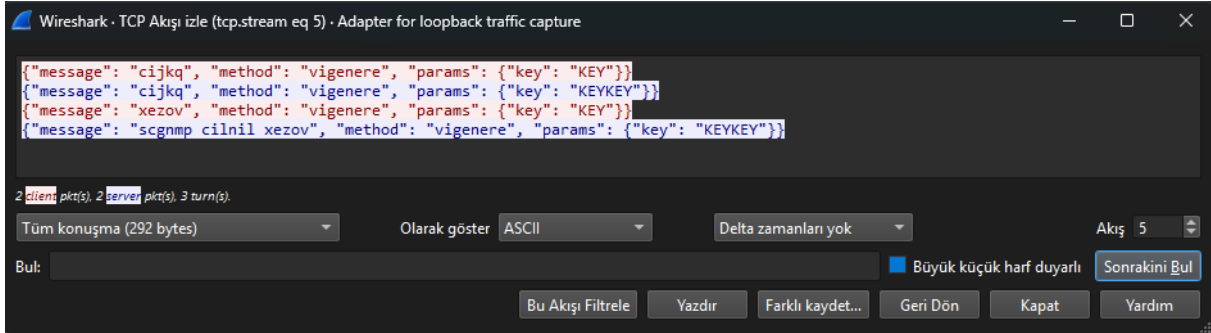 Wireshark · TCP Akışı izle (tcp.stream eq 5) · Adapter for loopback traffic capture
{"message": "cijkq", "method": "vigenere", "params": {"key": "KEY"}}
{"message": "cijkq", "method": "vigenere", "params": {"key": "KEYKEY"}}
{"message": "xezov", "method": "vigenere", "params": {"key": "KEY"}}
{"message": "scgnmp cilnil xezov", "method": "vigenere", "params": {"key": "KEYKEY"}}
2 client pkt(s), 2 server pkt(s), 3 turn(s).
Tüm konuşma (292 bytes) Olarak göster ASCII Delta zamanları yok Akış 5
Bul: Büyük küçük harf duyarlı Sonrakini Bul
Bu Akışı Filtrele Yazdır Farklı kaydet... Geri Dön Kapat Yardım